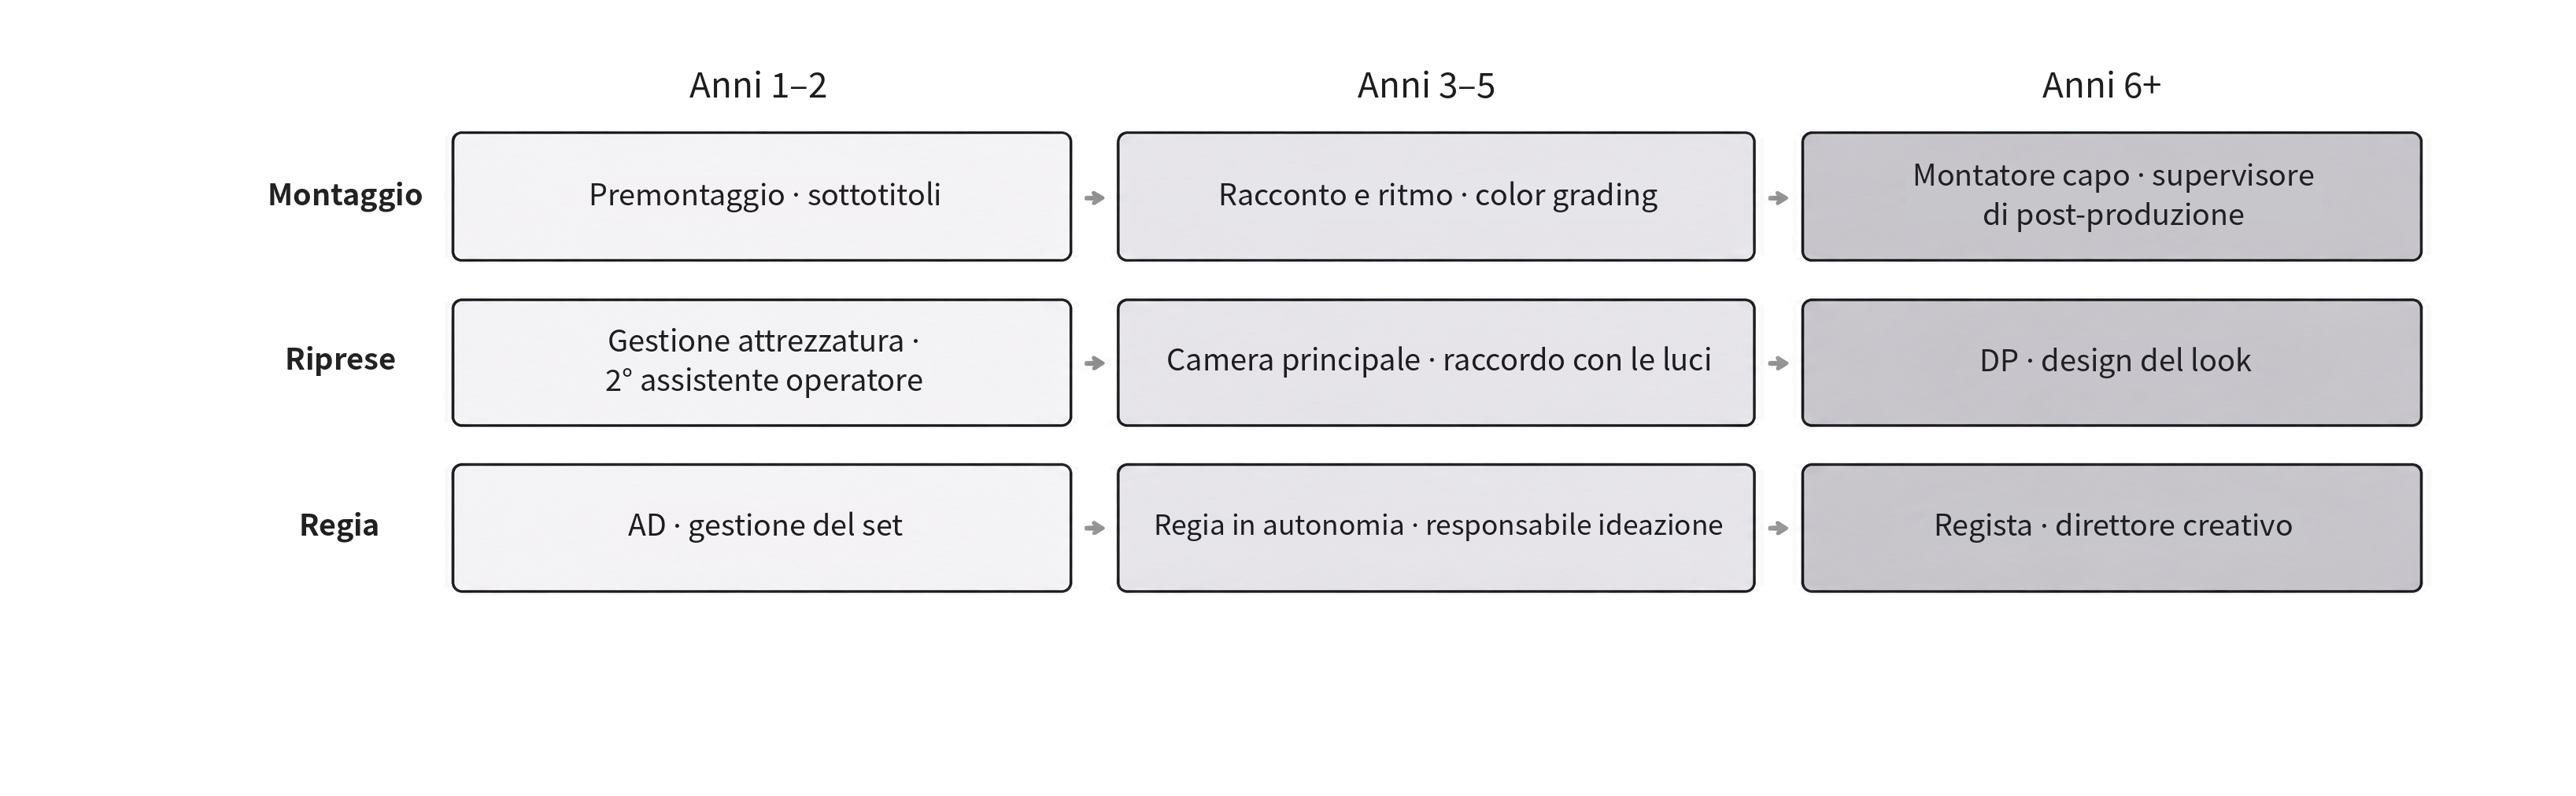 Anni 1–2
Anni 3–5
Anni 6+
Montaggio
Premontaggio · sottotitoli
Racconto e ritmo · color grading
Montatore capo · supervisore
di post-produzione
Riprese
Gestione attrezzatura ·
2° assistente operatore
Camera principale · raccordo con le luci
DP · design del look
Regia
AD · gestione del set
Regia in autonomia · responsabile ideazione
Regista · direttore creativo